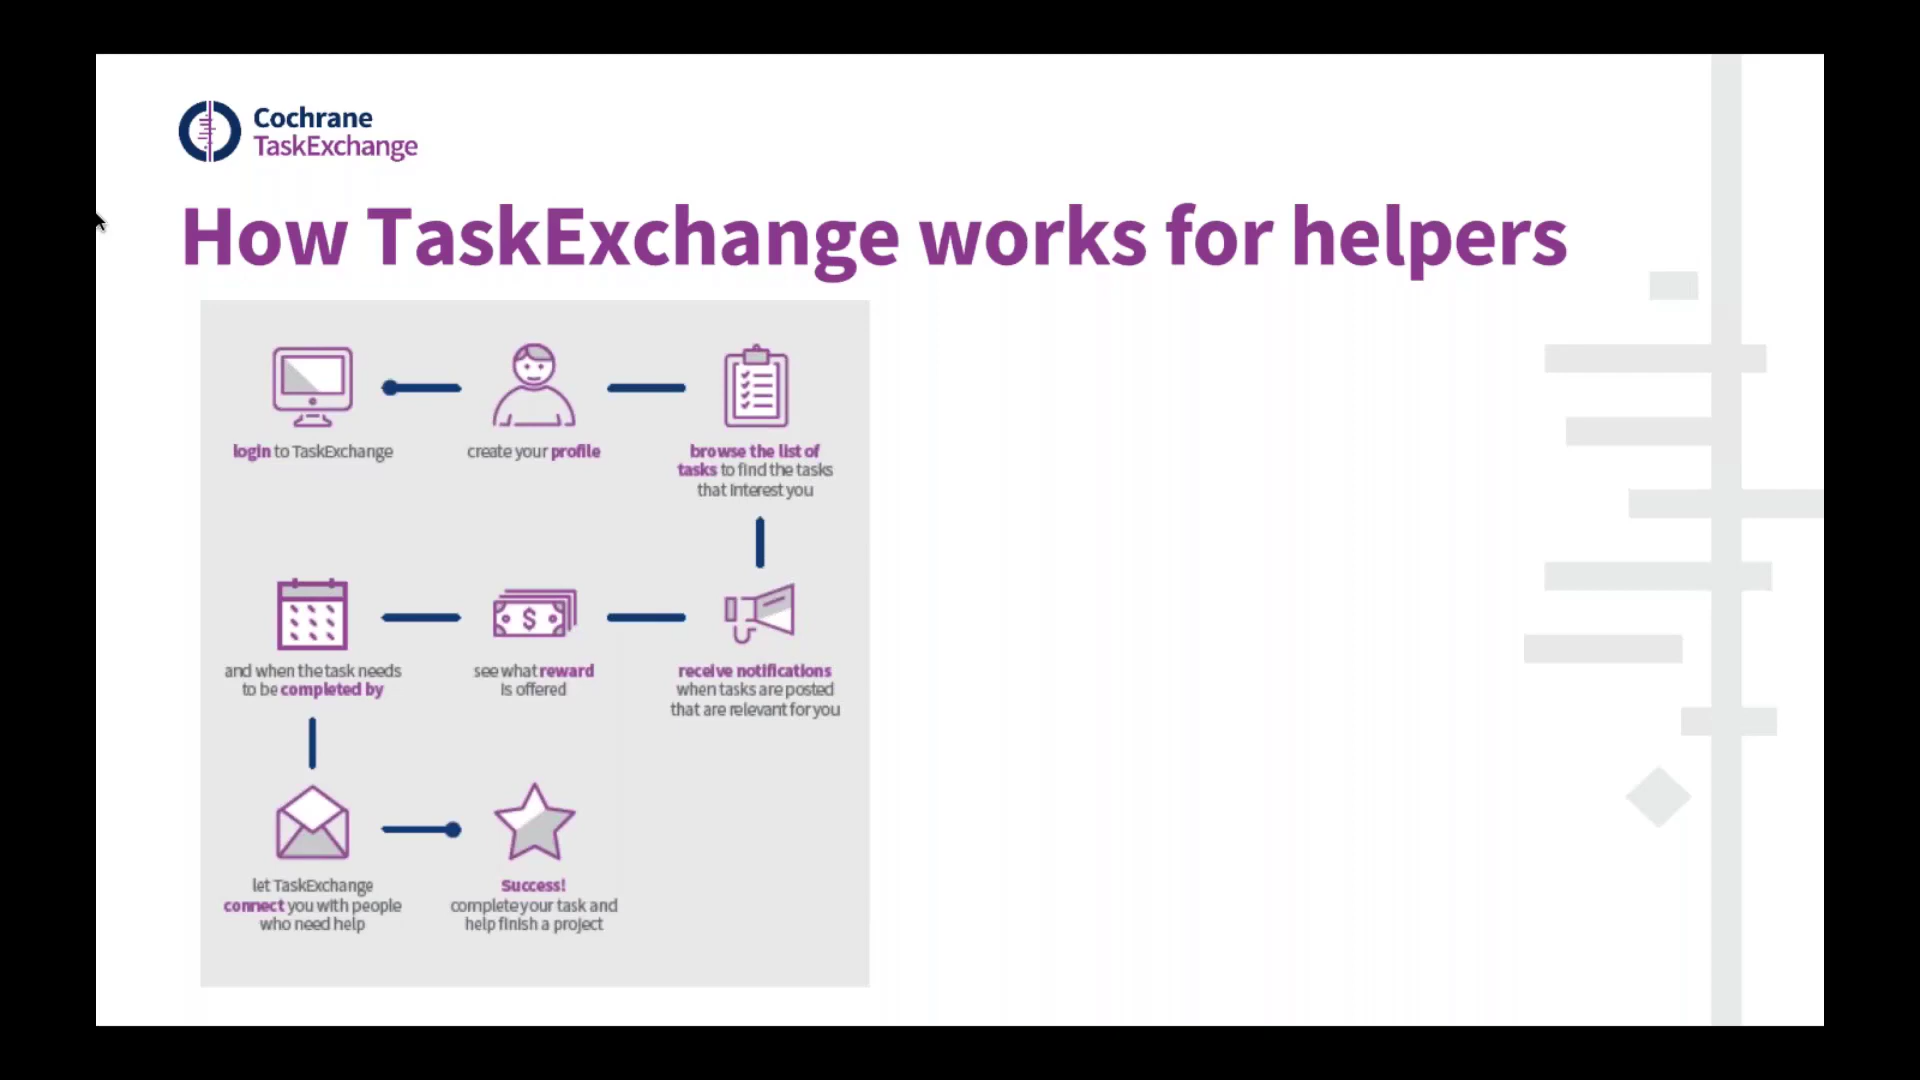 Cochrane
TaskExchange
How TaskExchange works for helpers
login to TaskExchange
create your profile
browse the list of
tasks to find the tasks
that interest you
receive notifications
when tasks are posted
that are relevant for you
$
see what reward
is offered
and when the task needs
to be completed by
let TaskExchange
connect you with people
who need help
Success!
complete your task and
help finish a project